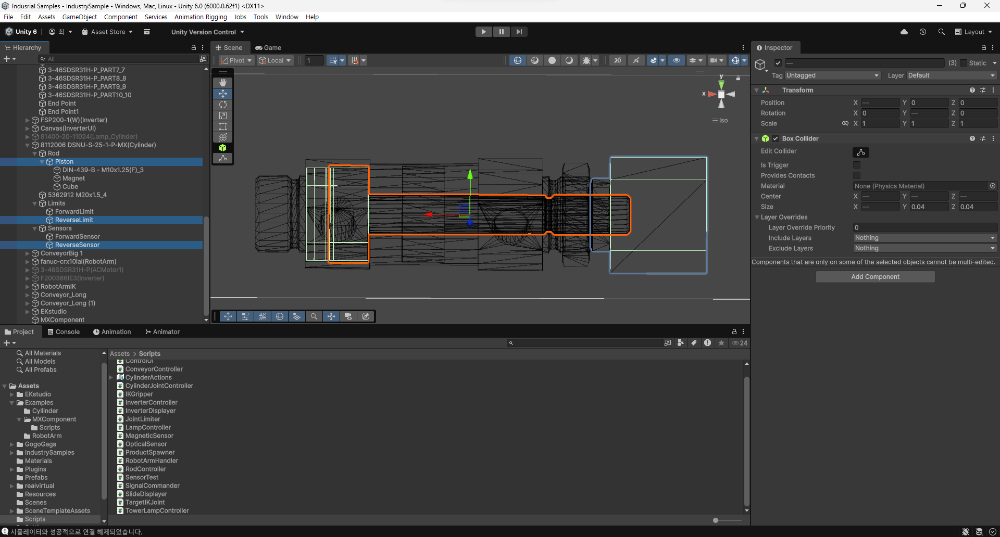 Indusrial Samples - IndustrySample - Windows, Mac, Linux - Unity 6.0 (6000.0.62f1) <DX11>
File Edit Assets GameObject Component Services Animation Rigging Jobs Tools Window Help
Unity 6 최 Asset Store Unity Version Control Layout
Hierarchy
All
3-46SDSR31H-P_PART7_7
3-46SDSR31H-P_PART8_8
3-46SDSR31H-P_PART9_9
3-46SDSR31H-P_PART10_10
End Point
End Point1
FSP200-1(W)(Inverter)
Canvas(InverterUI)
81400-20-11024(Lamp_Cylinder)
8112006 DSNU-S-25-1-P-MX(Cylinder)
Rod
Piston
DIN-439-B - M10x1.25(F)_3
Magnet
Cube
5362912 M20x1.5_4
Limits
ForwardLimit
ReverseLimit
Sensors
ForwardSensor
ReverseSensor
ConveyorBig 1
fanuc-crx10ial(RobotArm)
3-46SDSR31H-P(ACMotor1)
F200366IE3(Inverter)
RobotArmIK
Conveyor_Long
Conveyor_Long (1)
EKstudio
MXComponent
Scene Game
Pivot Local 1 2D
y
x
Iso
Inspector
— (3) Static
Tag Untagged Layer Default
Transform
Position X — Y 0 Z 0
Rotation X 0 Y — Z 0
Scale X 1 Y 1 Z 1
Box Collider
Edit Collider
Is Trigger
Provides Contacts
Material None (Physics Material)
Center X — Y — Z —
Size X — Y 0.04 Z 0.04
Layer Overrides
Layer Override Priority 0
Include Layers Nothing
Exclude Layers Nothing
Components that are only on some of the selected objects cannot be multi-edited.
Add Component
Project Console Animation Animator
24
All Materials
All Models
All Prefabs
Assets
EKstudio
Examples
Cyllinder
MXComponent
Scripts
RobotArm
GogoGaga
IndustrySamples
Materials
Plugins
Prefabs
realvirtual
Resources
Scenes
SceneTemplateAssets
Scripts
Assets > Scripts
ControlUI
ConveyorController
CylinderActions
CylinderJointController
IKGripper
InverterController
InverterDisplayer
JointLimiter
LampController
MagneticSensor
OpticalSensor
ProductSpawner
RobotArmHandler
RodController
SensorTest
SignalCommander
SlideDisplayer
TargetIKJoint
TowerLampController
시뮬레이터와 성공적으로 연결 해제되었습니다.